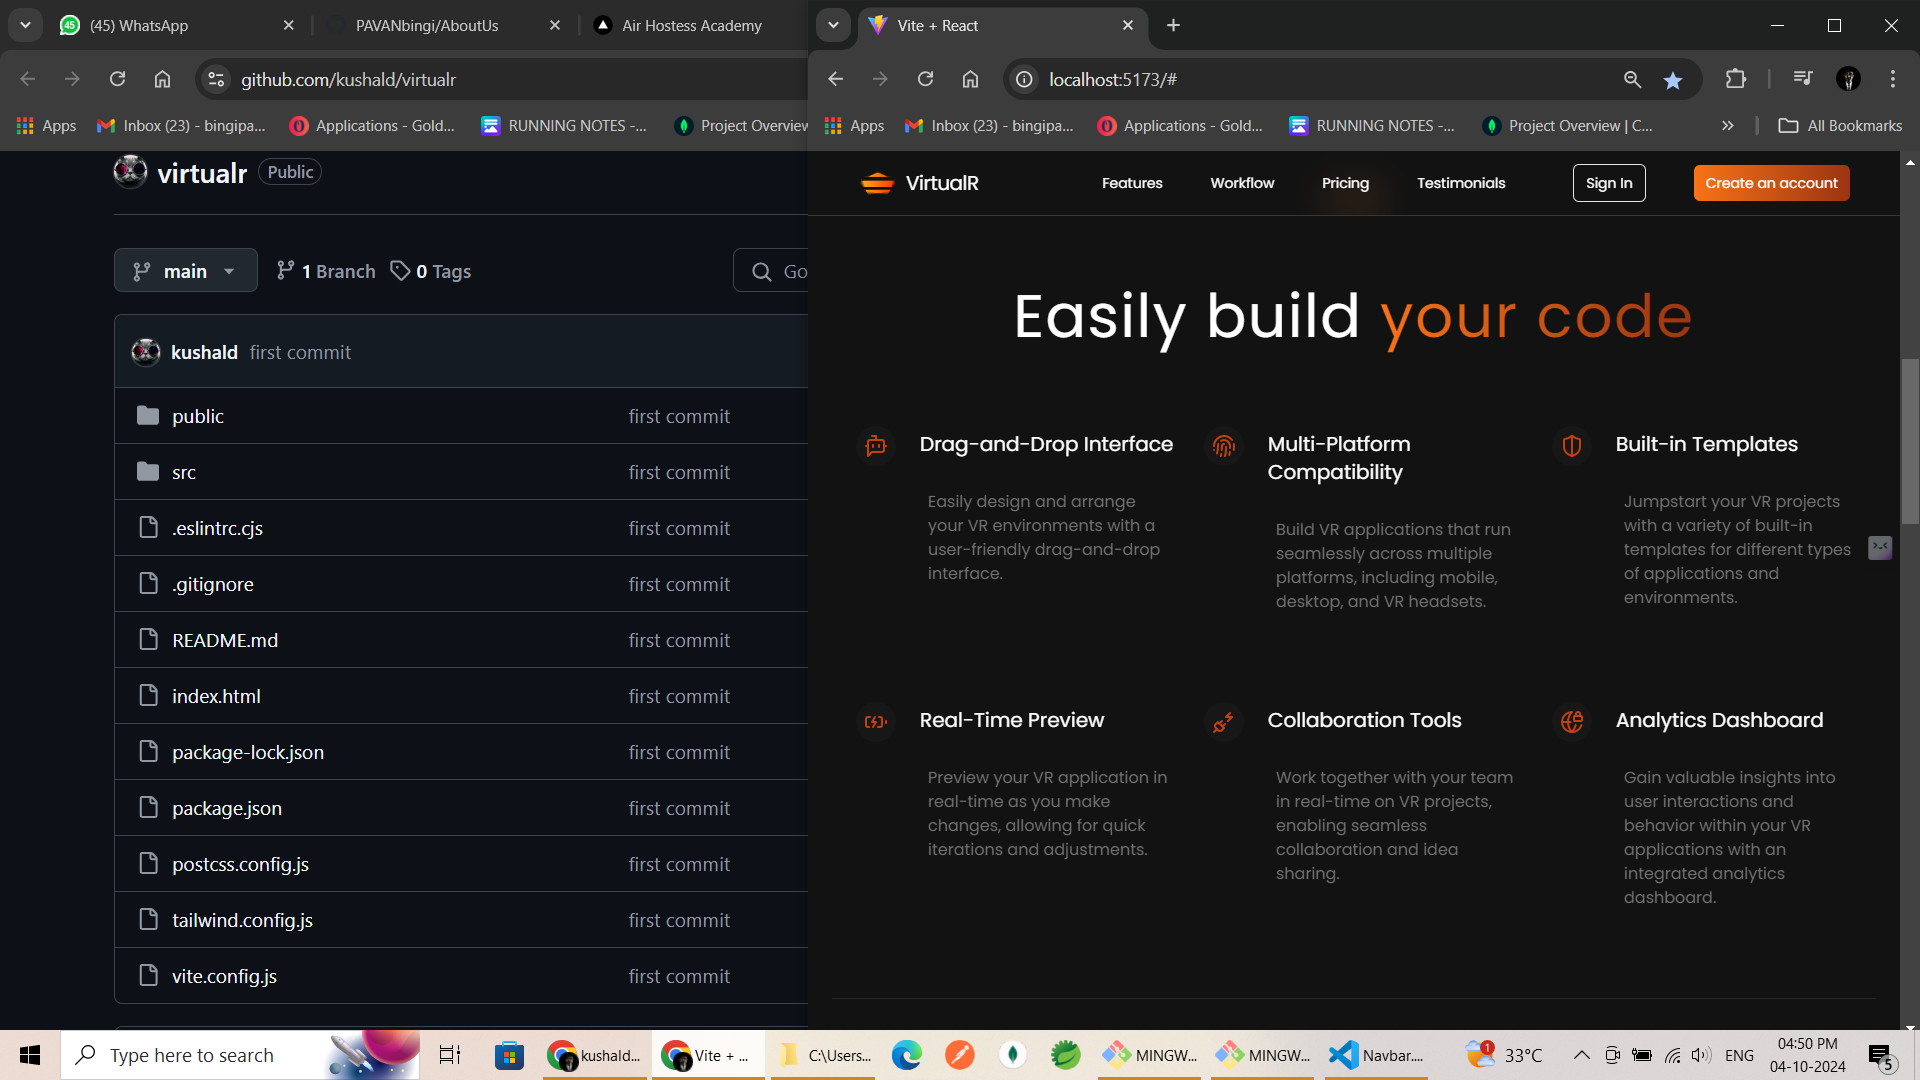 45
(45) WhatsApp
PAVANbingi/AboutUs
Air Hostess Academy
github.com/kushald/virtualr
Apps
Inbox (23) - bingipa...
Applications - Gold...
RUNNING NOTES -...
Project Overview
virtualr
Public
main
1 Branch
0 Tags
Go
kushald
first commit
public
first commit
src
first commit
.eslintrc.cjs
first commit
.gitignore
first commit
README.md
first commit
index.html
first commit
package-lock.json
first commit
package.json
first commit
postcss.config.js
first commit
tailwind.config.js
first commit
vite.config.js
first commit
Vite + React
localhost:5173/#
Apps
Inbox (23) - bingipa...
Applications - Gold...
RUNNING NOTES -...
Project Overview | C...
All Bookmarks
VirtualR
Features
Workflow
Pricing
Testimonials
Sign In
Create an account
Easily build your code
Drag-and-Drop Interface
Easily design and arrange
your VR environments with a
user-friendly drag-and-drop
interface.
Multi-Platform
Compatibility
Build VR applications that run
seamlessly across multiple
platforms, including mobile,
desktop, and VR headsets.
Built-in Templates
Jumpstart your VR projects
with a variety of built-in
templates for different types
of applications and
environments.
Real-Time Preview
Preview your VR application in
real-time as you make
changes, allowing for quick
iterations and adjustments.
Collaboration Tools
Work together with your team
in real-time on VR projects,
enabling seamless
collaboration and idea
sharing.
Analytics Dashboard
Gain valuable insights into
user interactions and
behavior within your VR
applications with an
integrated analytics
dashboard.
Type here to search
kushald...
Vite + ...
C:\Users...
MINGW...
MINGW...
Navbar....
1
33°C
ENG
04:50 PM
04-10-2024
5